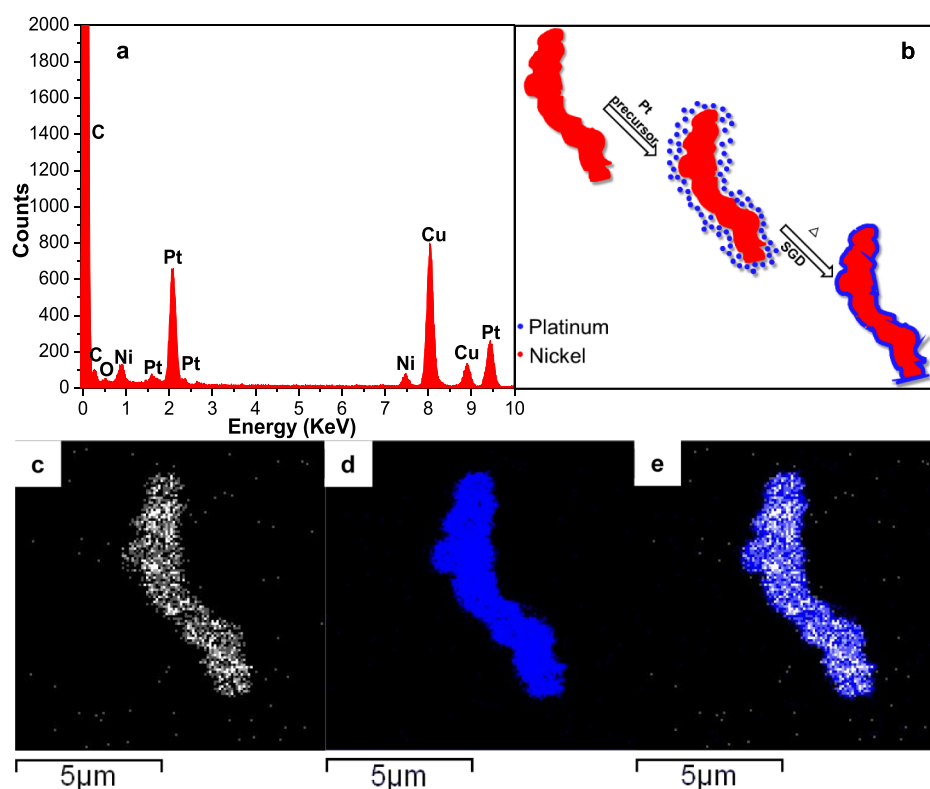 a
2000
1800
1600
1400
1200
1000
800
600
400
200
0
Counts
C
C
O
Ni
Pt
Pt
Pt
Ni
Cu
Cu
Pt
0 1 2 3 4 5 6 7 8 9 10
Energy (KeV)
b
Pt
precursor
△
SGD
Platinum
Nickel
c
d
e
5µm
5µm
5µm